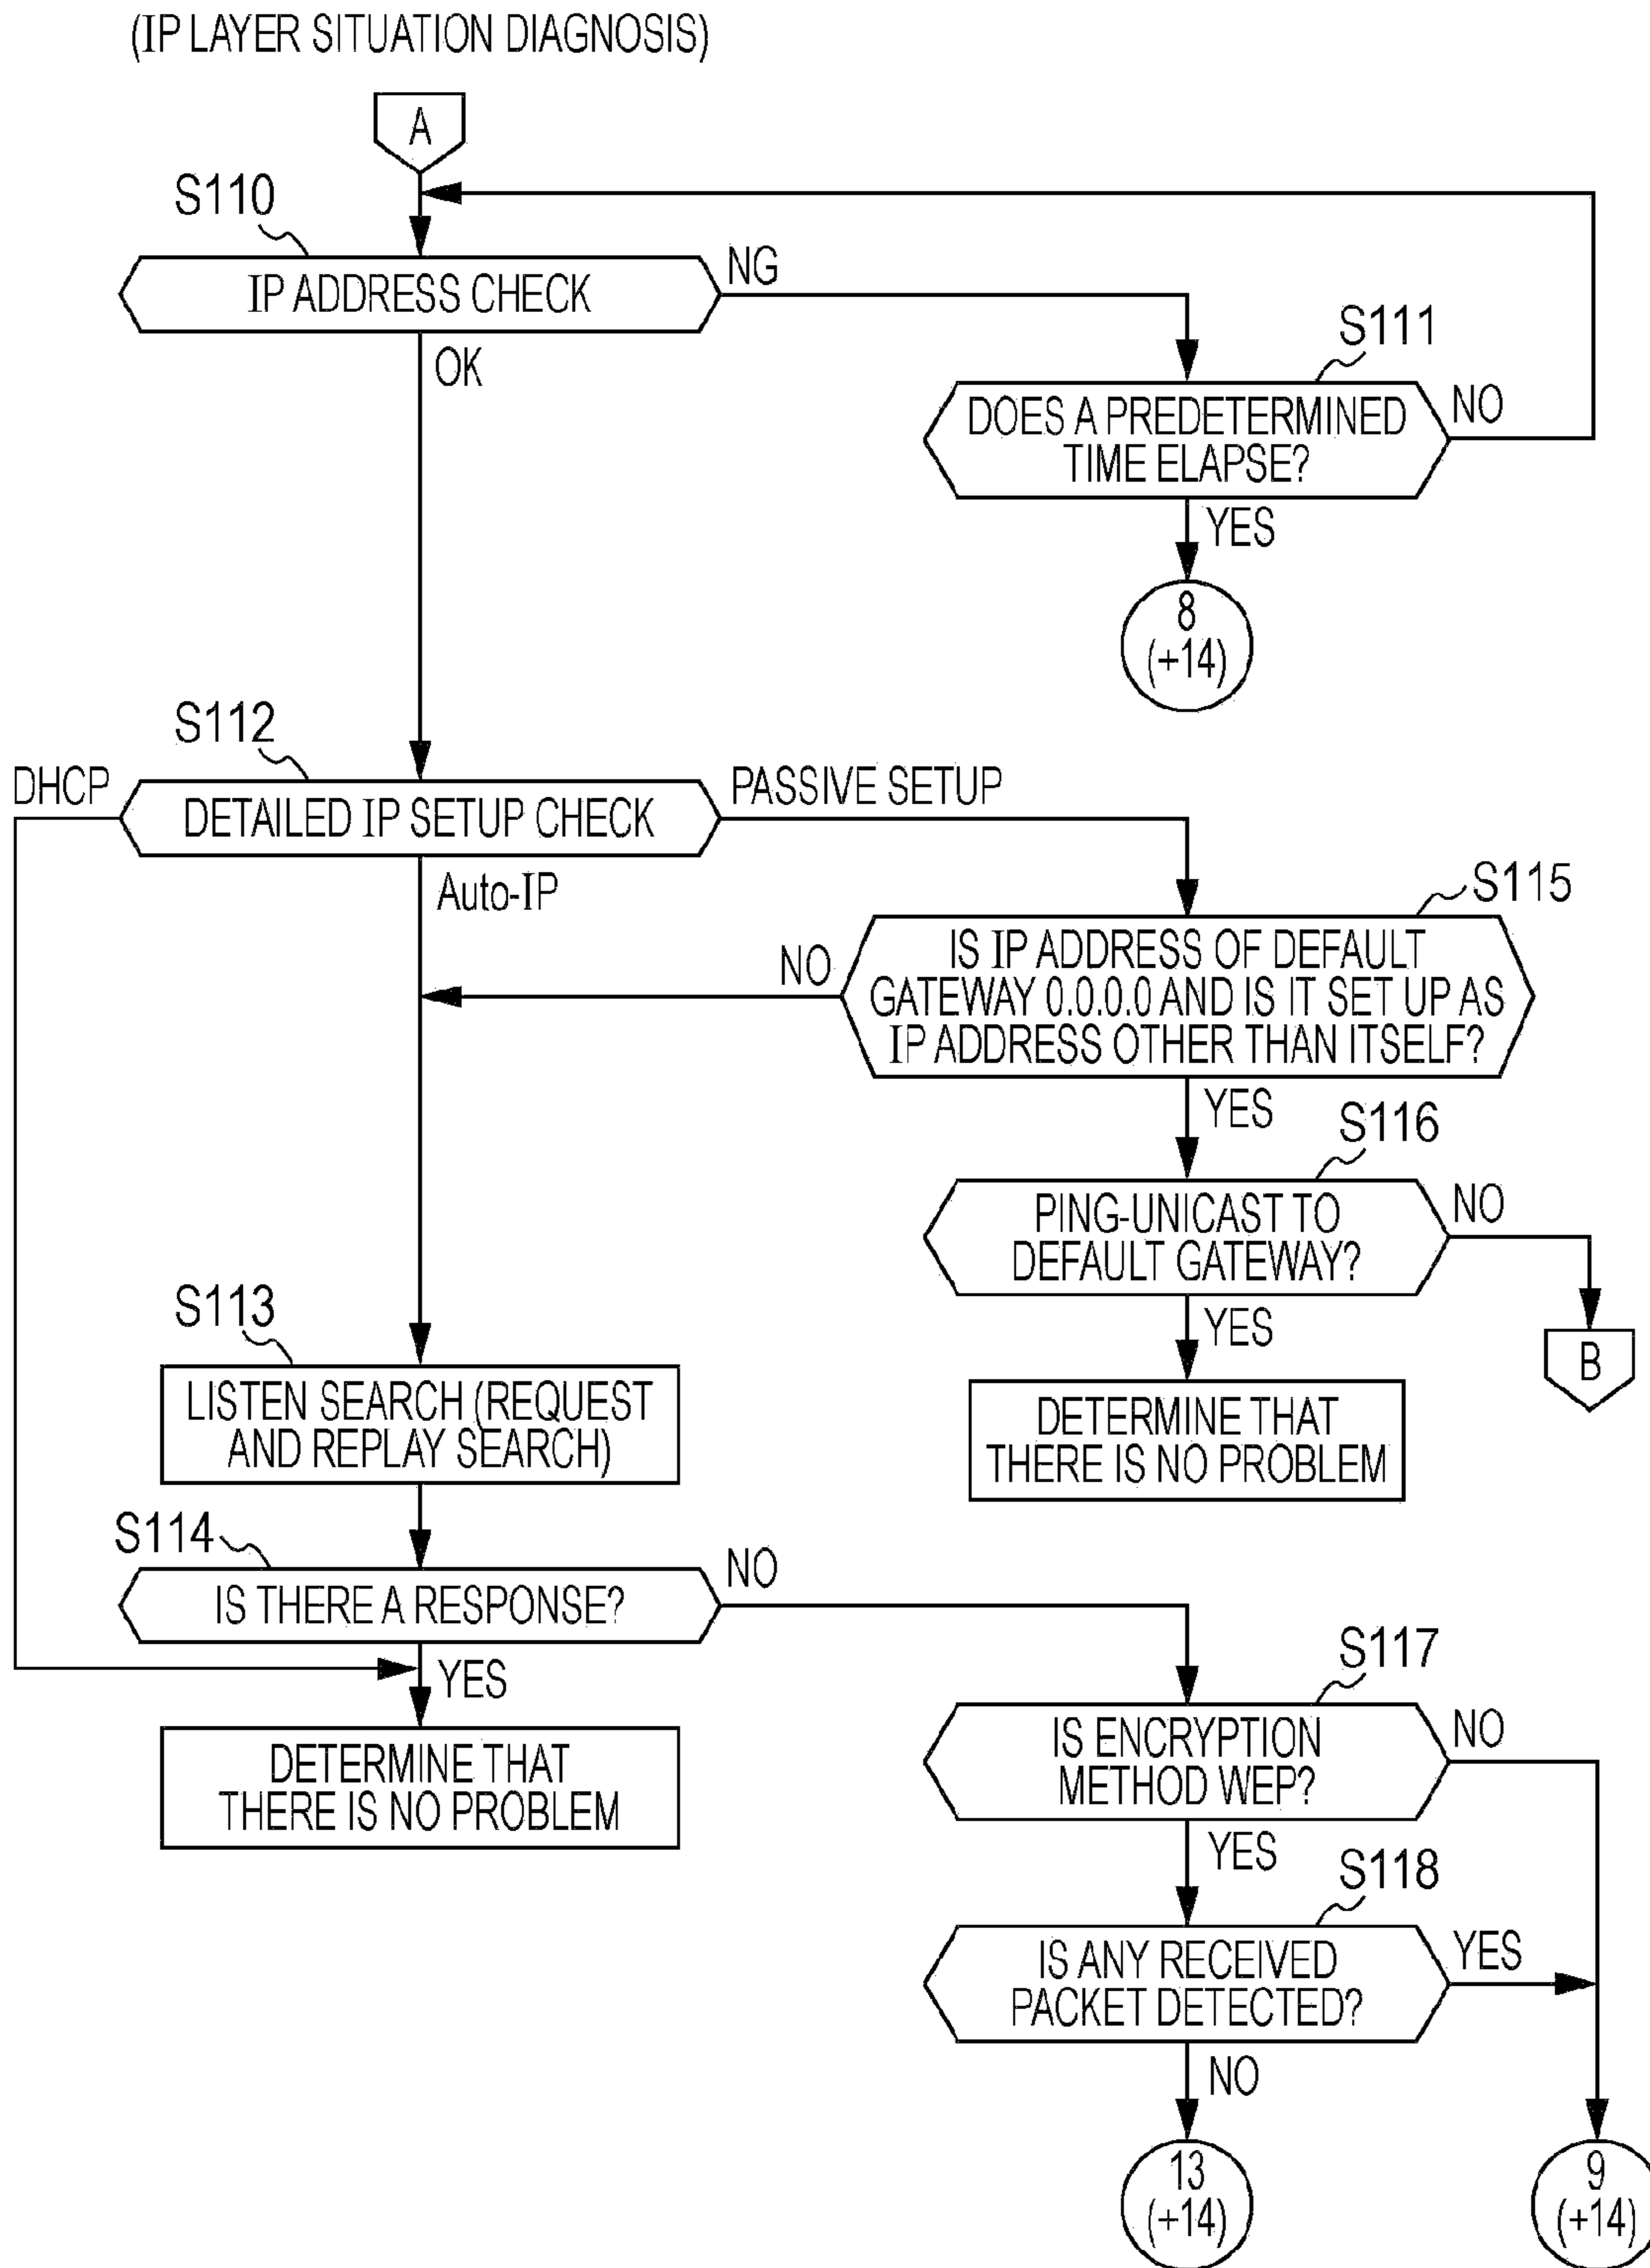 (IP LAYER SITUATION DIAGNOSIS)
A
S110
IP ADDRESS CHECK
NG
OK
S111
DOES A PREDETERMINED
TIME ELAPSE?
NO
YES
8
(+14)
S112
DHCP
DETAILED IP SETUP CHECK
PASSIVE SETUP
Auto-IP
S115
IS IP ADDRESS OF DEFAULT
GATEWAY 0.0.0.0 AND IS IT SET UP AS
IP ADDRESS OTHER THAN ITSELF?
NO
YES
S116
PING-UNICAST TO
DEFAULT GATEWAY?
NO
YES
B
DETERMINE THAT
THERE IS NO PROBLEM
S113
LISTEN SEARCH (REQUEST
AND REPLAY SEARCH)
S114
IS THERE A RESPONSE?
NO
YES
DETERMINE THAT
THERE IS NO PROBLEM
S117
IS ENCRYPTION
METHOD WEP?
NO
YES
S118
IS ANY RECEIVED
PACKET DETECTED?
YES
NO
13
(+14)
9
(+14)